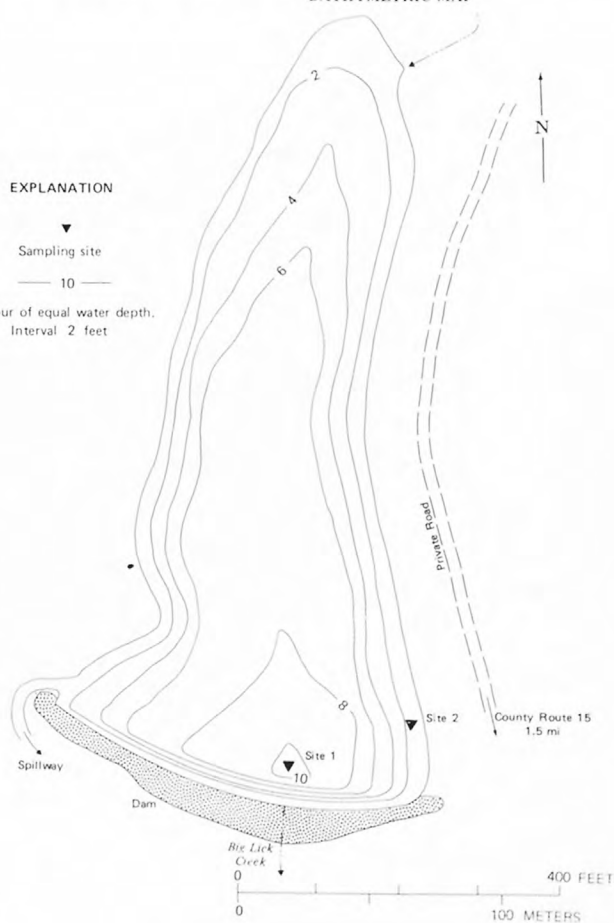 2
N
4
EXPLANATION
Sampling site
6
10
ur of equal water depth.
Interval 2 feet
Private Road
8
Site 2
County Route 15
1.5 mi
Site 1
10
Spillway
Dam
Big Lick
Creek
0 400 FEET
0 100 METERS